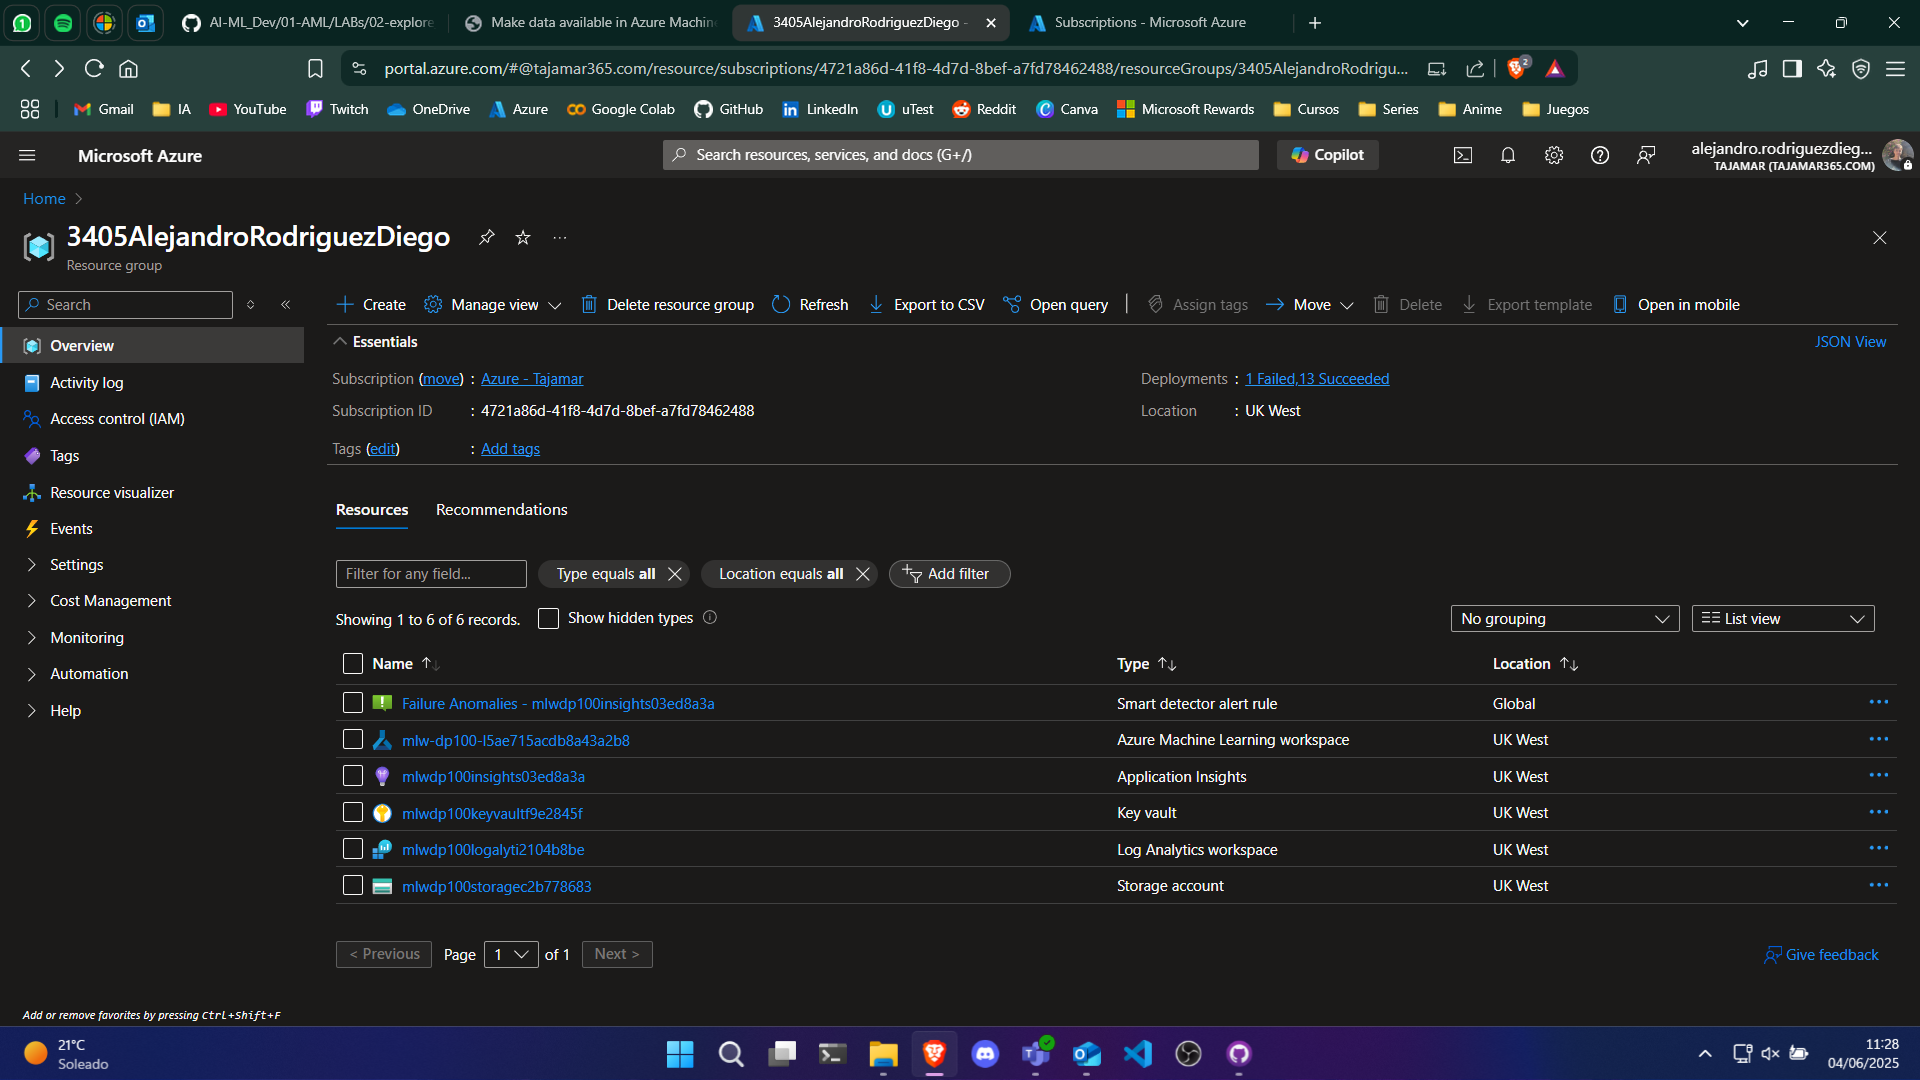 AI-ML_Dev/01-AML/LABs/02-explore
Make data available in Azure Machin
3405AlejandroRodriguezDiego -
Subscriptions - Microsoft Azure
portal.azure.com/#@tajamar365.com/resource/subscriptions/4721a86d-41f8-4d7d-8bef-a7fd78462488/resourceGroups/3405AlejandroRodrigu...
2
Gmail
IA
YouTube
Twitch
OneDrive
Azure
Google Colab
GitHub
LinkedIn
uTest
Reddit
Canva
Microsoft Rewards
Cursos
Series
Anime
Juegos
Microsoft Azure
Search resources, services, and docs (G+/)
Copilot
alejandro.rodriguezdieg...
TAJAMAR (TAJAMAR365.COM)
Home
3405AlejandroRodriguezDiego
Resource group
Search
Create
Manage view
Delete resource group
Refresh
Export to CSV
Open query
Assign tags
Move
Delete
Export template
Open in mobile
Overview
Activity log
Access control (IAM)
Tags
Resource visualizer
Events
Settings
Cost Management
Monitoring
Automation
Help
Essentials
JSON View
Subscription (move) : Azure - Tajamar
Deployments : 1 Failed,13 Succeeded
Subscription ID : 4721a86d-41f8-4d7d-8bef-a7fd78462488
Location : UK West
Tags (edit) : Add tags
Resources
Recommendations
Filter for any field...
Type equals all
Location equals all
Add filter
Showing 1 to 6 of 6 records.
Show hidden types
No grouping
List view
Name Type Location
Failure Anomalies - mlwdp100insights03ed8a3a Smart detector alert rule Global
mlw-dp100-l5ae715acdb8a43a2b8 Azure Machine Learning workspace UK West
mlwdp100insights03ed8a3a Application Insights UK West
mlwdp100keyvaultf9e2845f Key vault UK West
mlwdp100logalyti2104b8be Log Analytics workspace UK West
mlwdp100storagec2b778683 Storage account UK West
< Previous Page 1 of 1 Next >
Give feedback
Add or remove favorites by pressing Ctrl+Shift+F
21°C
Soleado
11:28
04/06/2025